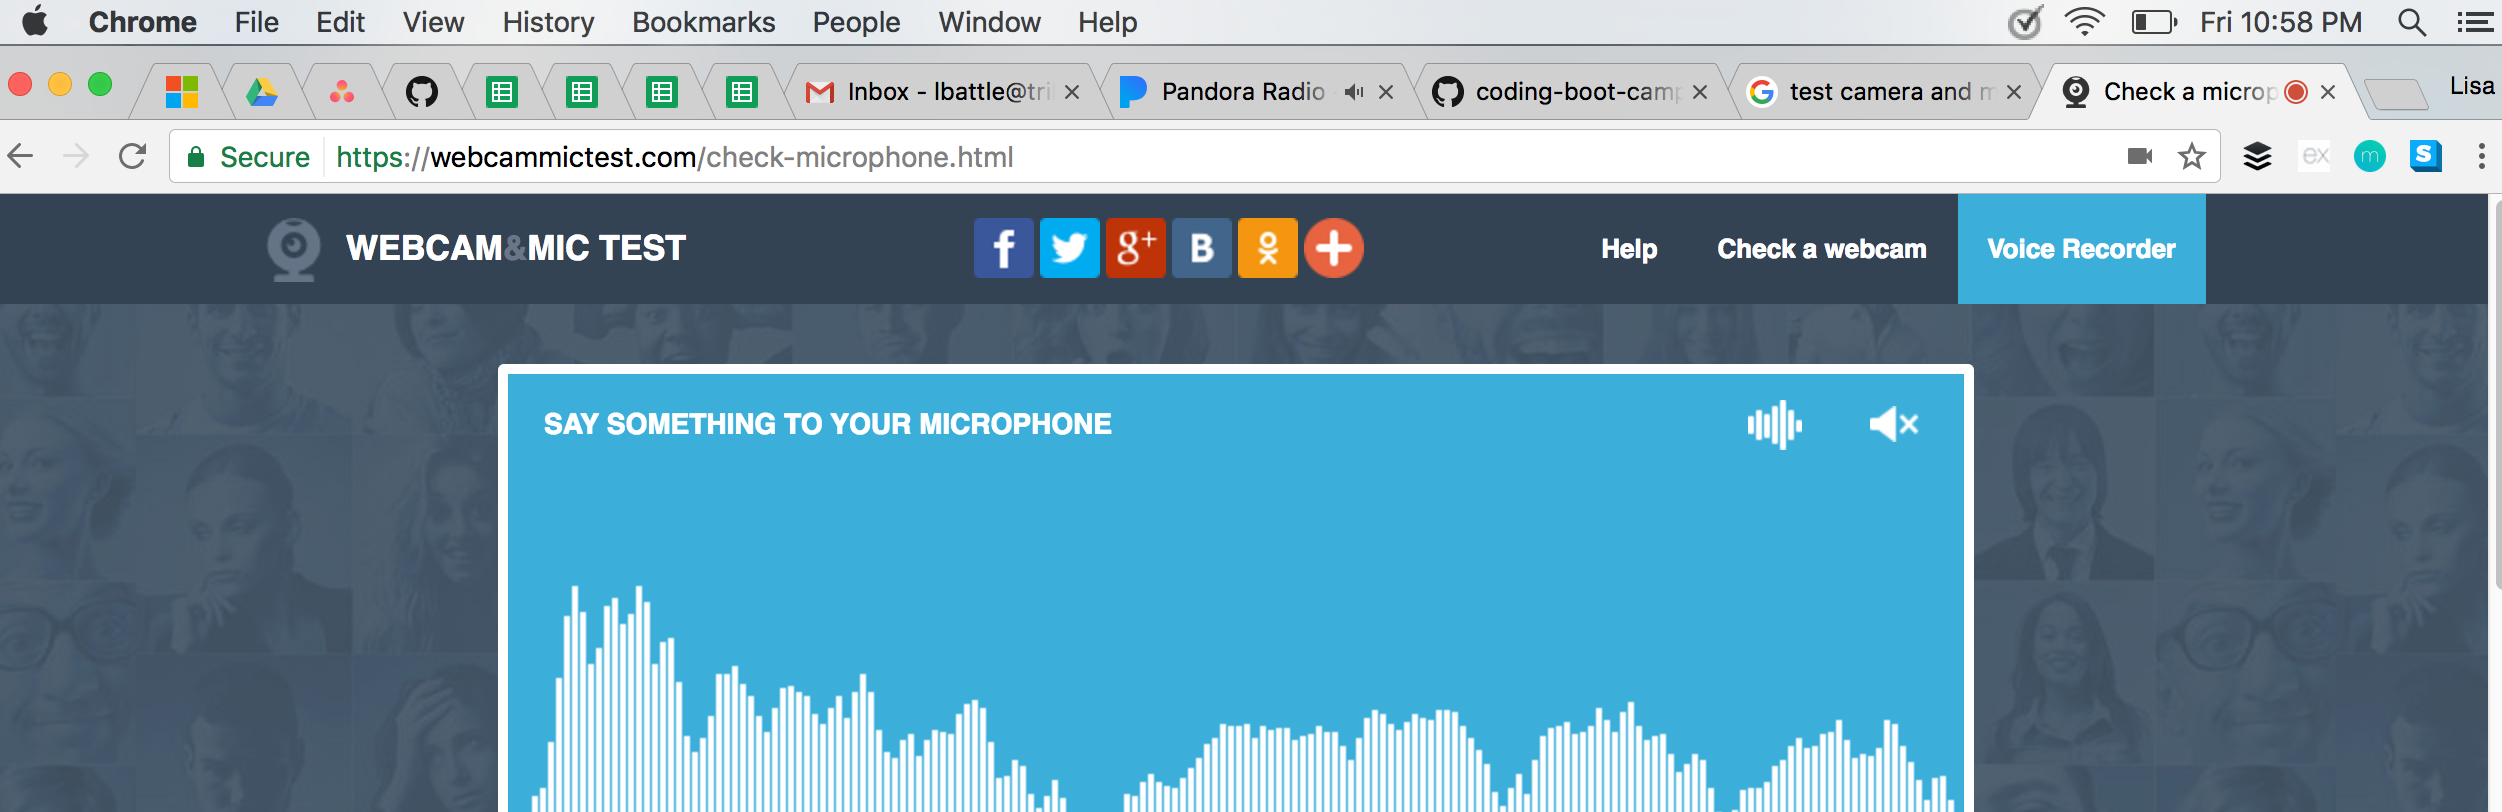 Chrome File Edit View History Bookmarks People Window Help Fri 10:58 PM
Inbox - lbattle@tri Pandora Radio coding-boot-camp test camera and m Check a microp Lisa
Secure https://webcammictest.com/check-microphone.html ex m S
WEBCAM&MIC TEST f g+ B Help Check a webcam Voice Recorder
SAY SOMETHING TO YOUR MICROPHONE